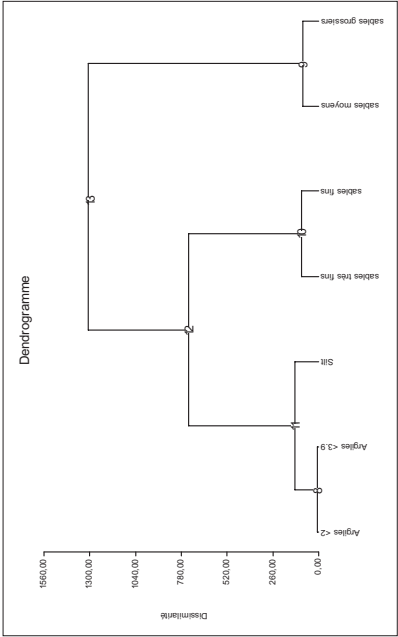 Dendrogramme
1560,00
1300,00
1040,00
780,00
520,00
260,00
0,00
Dissimilarité
13
12
11
10
9
8
Argiles <2
Argiles <3.9
Silt
sables très fins
sables fins
sables moyens
sables grossiers